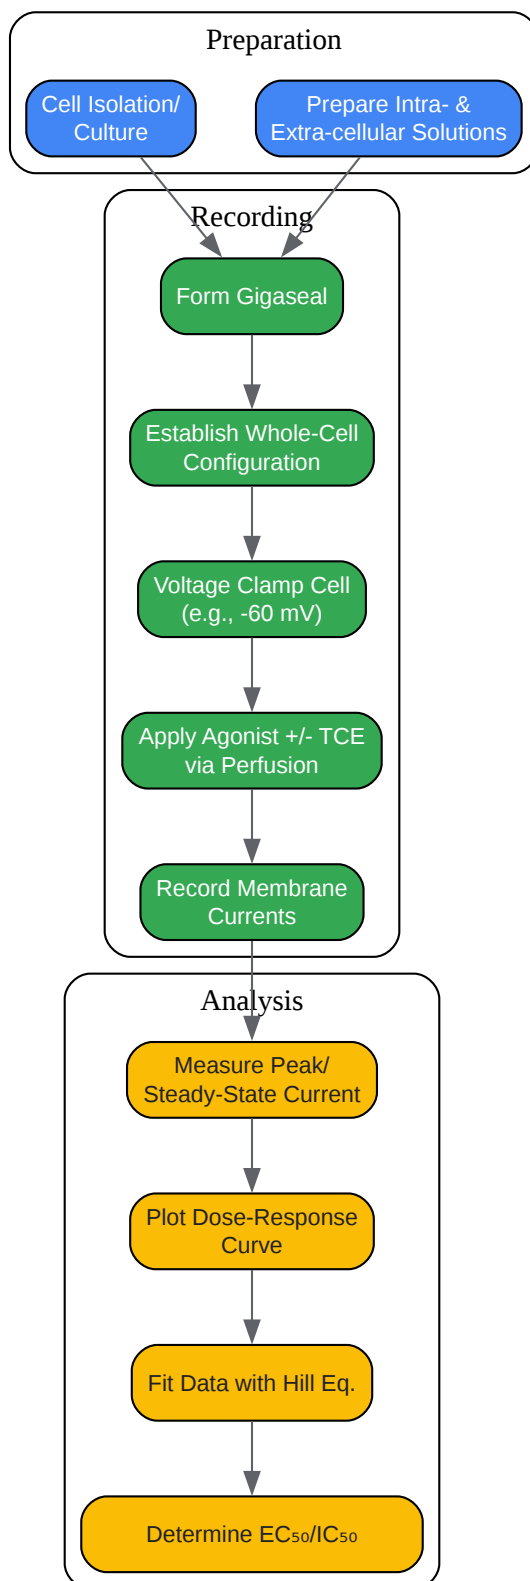 Preparation
Cell Isolation/
Culture
Prepare Intra- &
Extra-cellular Solutions
Recording
Form Gigaseal
Establish Whole-Cell
Configuration
Voltage Clamp Cell
(e.g., -60 mV)
Apply Agonist +/- TCE
via Perfusion
Record Membrane
Currents
Analysis
Measure Peak/
Steady-State Current
Plot Dose-Response
Curve
Fit Data with Hill Eq.
Determine EC₅₀/IC₅₀